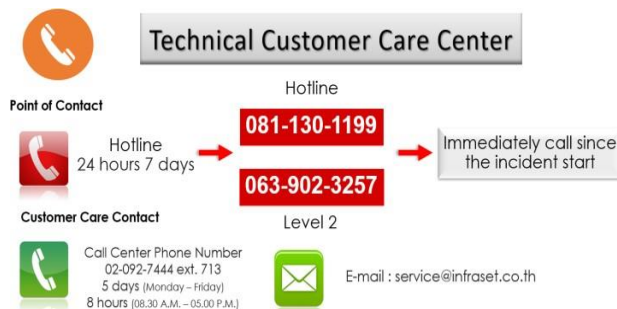 Technical Customer Care Center
Point of Contact
Hotline
24 hours 7 days
Hotline
081-130-1199
063-902-3257
Level 2
Immediately call since
the incident start
Customer Care Contact
Call Center Phone Number
02-092-7444 ext. 713
5 days (Monday – Friday)
8 hours (08.30 A.M. – 05.00 P.M.)
E-mail : service@infraset.co.th